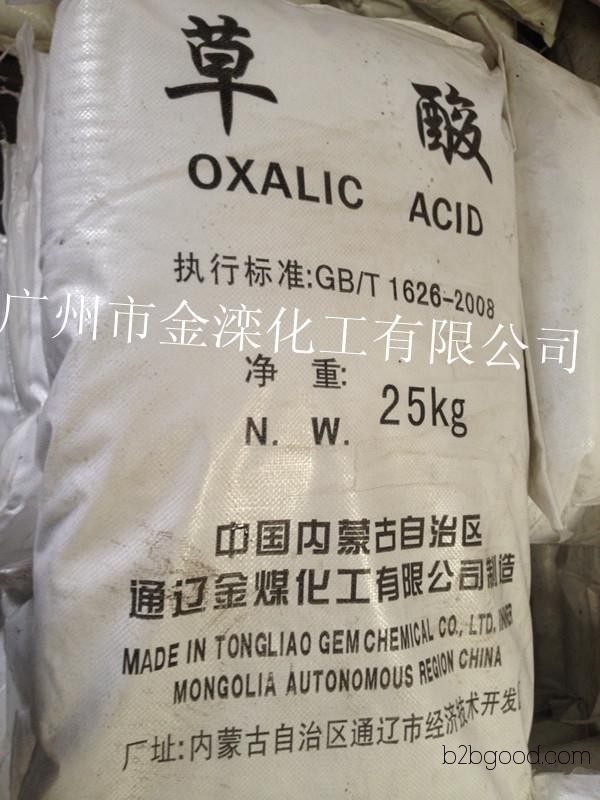 草 酸
OXALIC ACID
执行标准:GB/T 1626-2008
广州市金滦化工有限公司
净 重: 25kg
N. W.
中国内蒙古自治区
通辽金煤化工有限公司制造
MADE IN TONGLIAO GEM CHEMICAL CO., LTD. INNER
MONGOLIA AUTONOMOUS REGION CHINA
厂址:内蒙古自治区通辽市经济技术开发
b2bgood.com